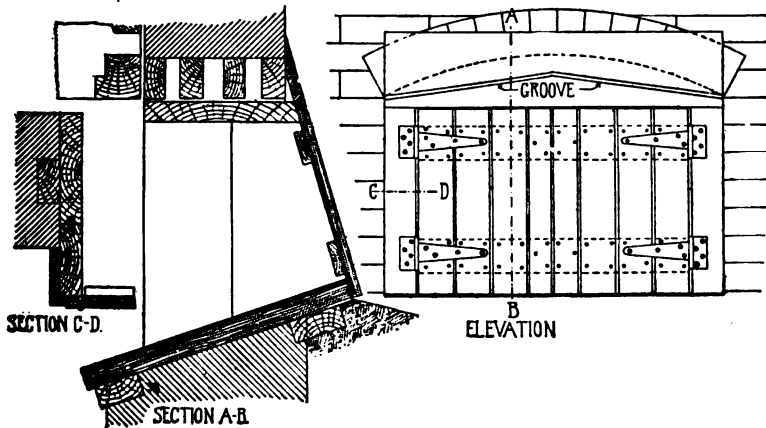 A
GROOVE
C D
B
ELEVATION
SECTION C-D.
SECTION A-B.